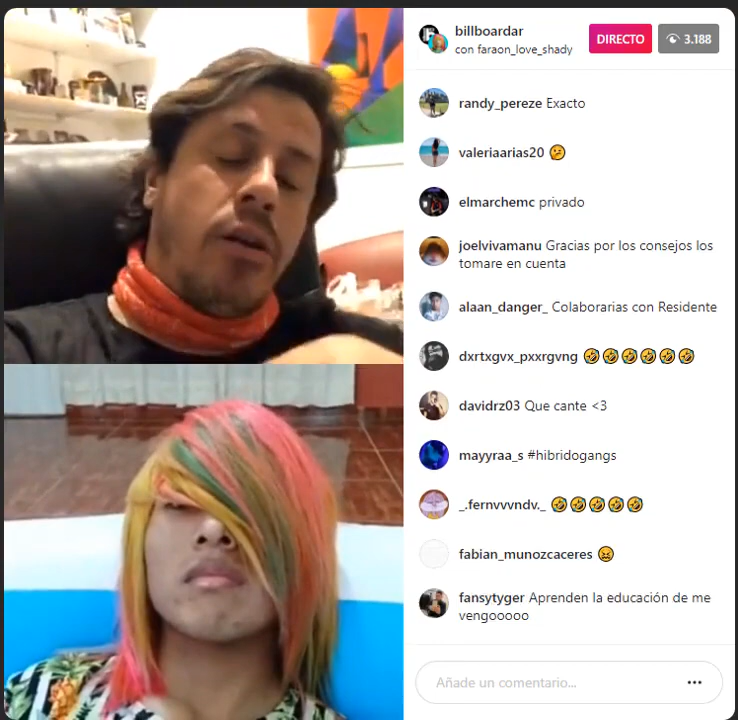 billboardar
con faraon_love_shady
DIRECTO
3.188
randy_pereze Exacto
valeriaarias20 🤔
elmarchemc privado
joelvivamanu Gracias por los consejos los
tomare en cuenta
alaan_danger_ Colaborarias con Residente
dxrtxgvx_pxxrgvng 🤣🤣🤣🤣🤣🤣
davidrz03 Que cante <3
mayyraa_s #hibridogangs
_.fernvvvndv._ 🤣🤣🤣🤣🤣
fabian_munozcaceres 😖
fansytyger Aprenden la educación de me
vengooooo
Añade un comentario...